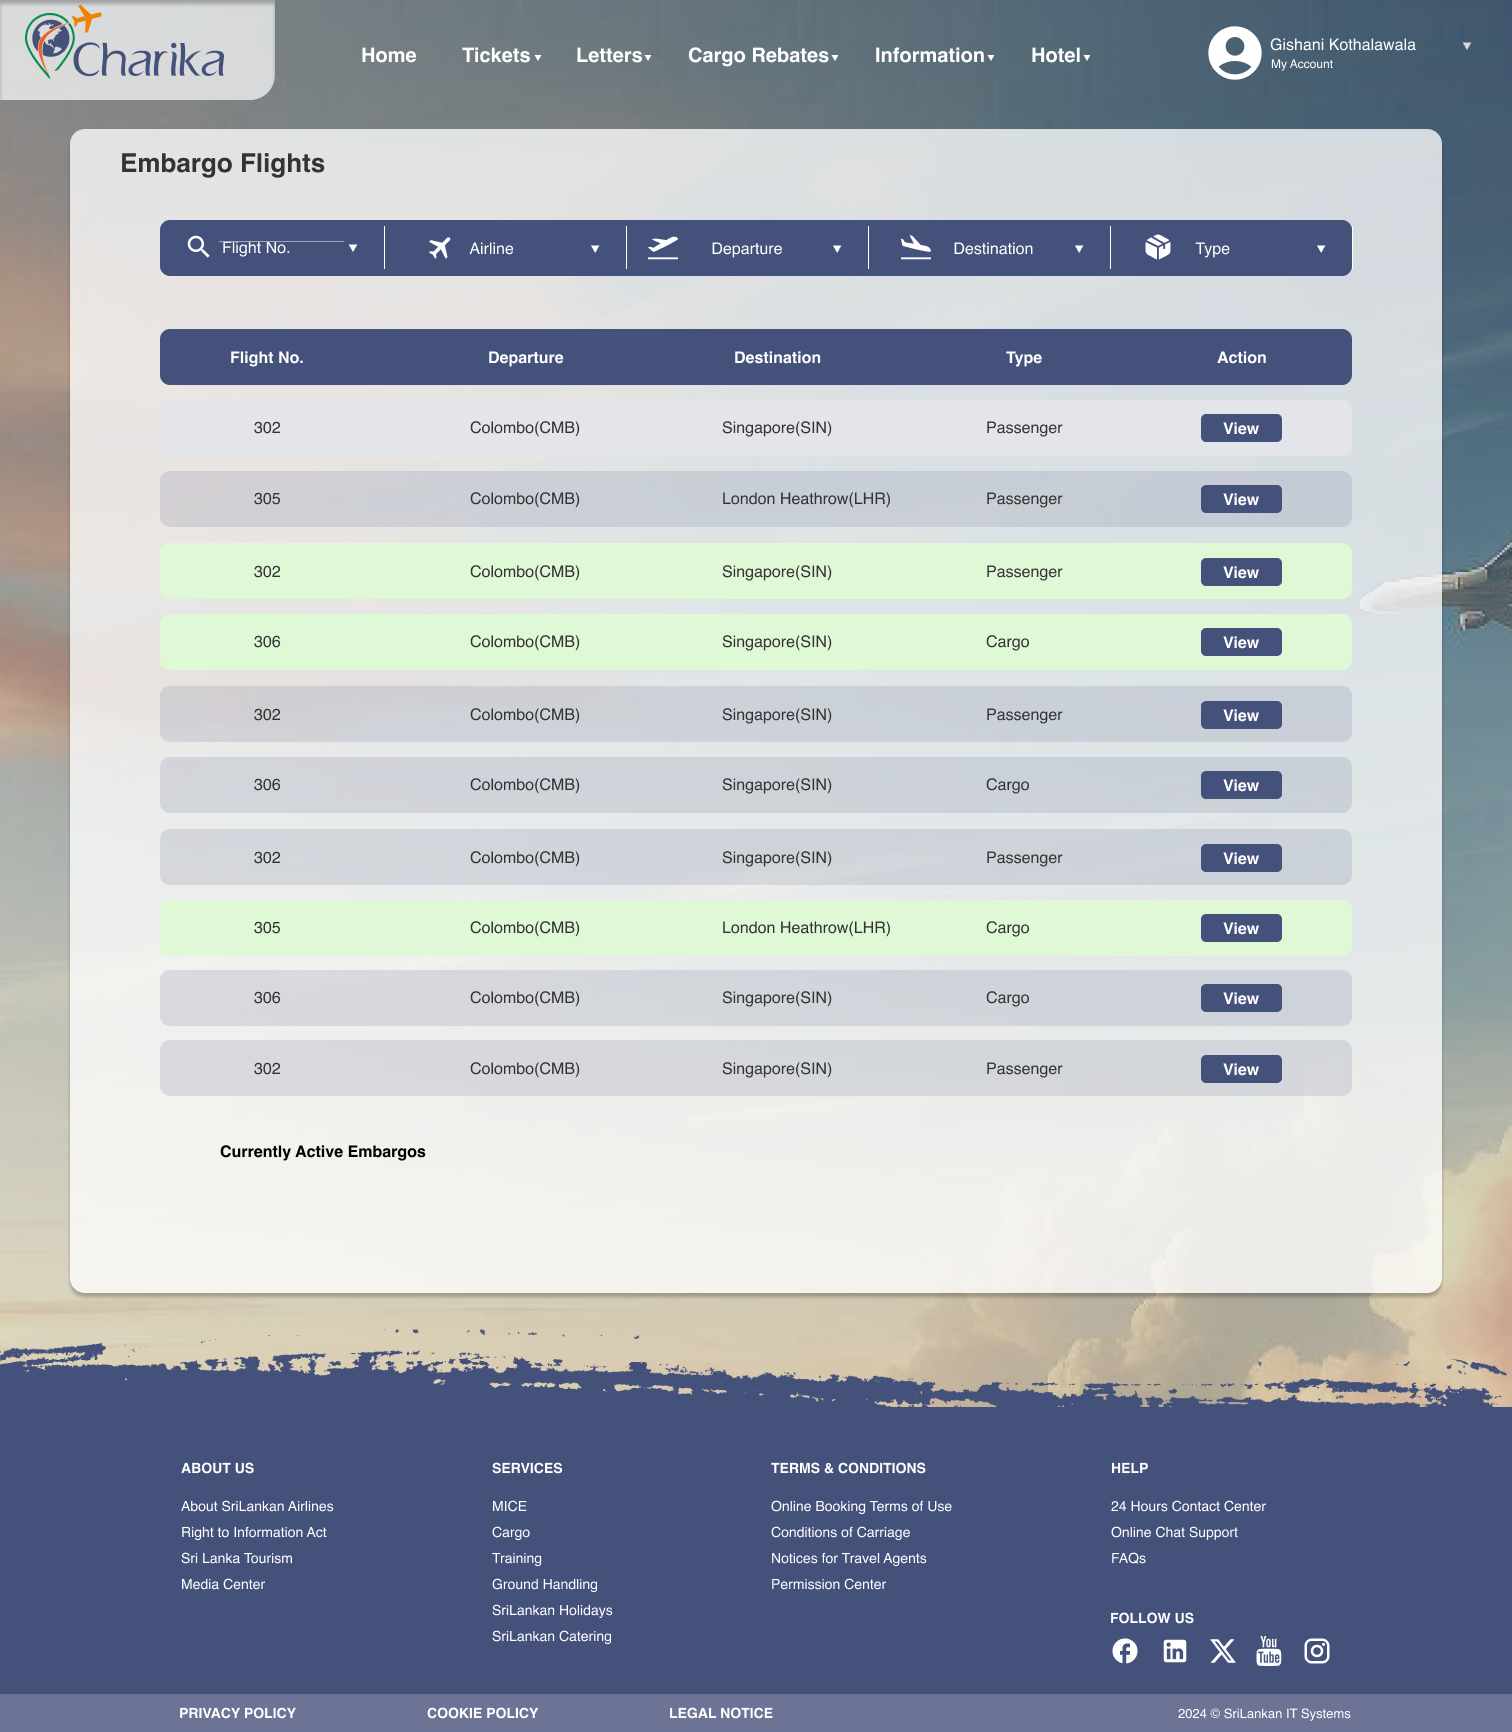 Charika
Home Tickets Letters Cargo Rebates Information Hotel
Gishani Kothalawala
My Account
Embargo Flights
Flight No. Airline Departure Destination Type
Flight No. Departure Destination Type Action
302 Colombo(CMB) Singapore(SIN) Passenger View
305 Colombo(CMB) London Heathrow(LHR) Passenger View
302 Colombo(CMB) Singapore(SIN) Passenger View
306 Colombo(CMB) Singapore(SIN) Cargo View
302 Colombo(CMB) Singapore(SIN) Passenger View
306 Colombo(CMB) Singapore(SIN) Cargo View
302 Colombo(CMB) Singapore(SIN) Passenger View
305 Colombo(CMB) London Heathrow(LHR) Cargo View
306 Colombo(CMB) Singapore(SIN) Cargo View
302 Colombo(CMB) Singapore(SIN) Passenger View
Currently Active Embargos
ABOUT US
About SriLankan Airlines
Right to Information Act
Sri Lanka Tourism
Media Center
SERVICES
MICE
Cargo
Training
Ground Handling
SriLankan Holidays
SriLankan Catering
TERMS & CONDITIONS
Online Booking Terms of Use
Conditions of Carriage
Notices for Travel Agents
Permission Center
HELP
24 Hours Contact Center
Online Chat Support
FAQs
FOLLOW US
You
Tube
PRIVACY POLICY COOKIE POLICY LEGAL NOTICE 2024 © SriLankan IT Systems